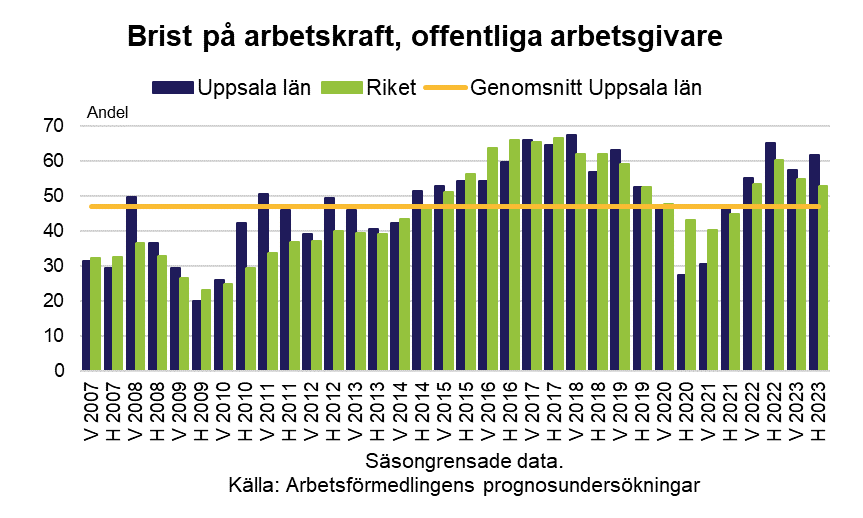 Brist på arbetskraft, offentliga arbetsgivare
Uppsala län Riket Genomsnitt Uppsala län
Andel
70
60
50
40
30
20
10
0
V 2007
H 2007
V 2008
H 2008
V 2009
H 2009
V 2010
H 2010
V 2011
H 2011
V 2012
H 2012
V 2013
H 2013
V 2014
H 2014
V 2015
H 2015
V 2016
H 2016
V 2017
H 2017
V 2018
H 2018
V 2019
H 2019
V 2020
H 2020
V 2021
H 2021
V 2022
H 2022
V 2023
H 2023
Säsongrensade data.
Källa: Arbetsförmedlingens prognosundersökningar